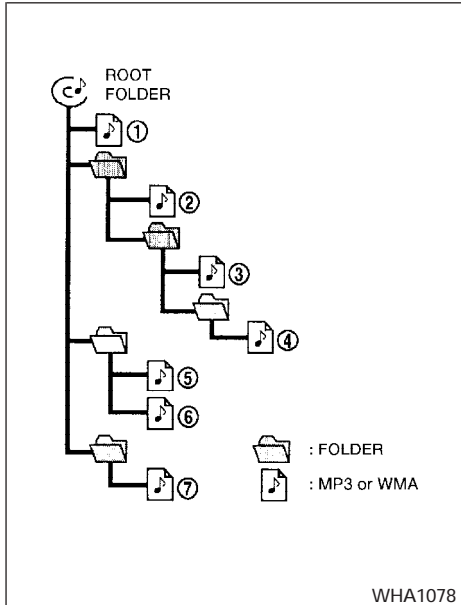 ROOT
FOLDER
①
②
③
④
⑤
⑥
⑦
: FOLDER
: MP3 or WMA
WHA1078